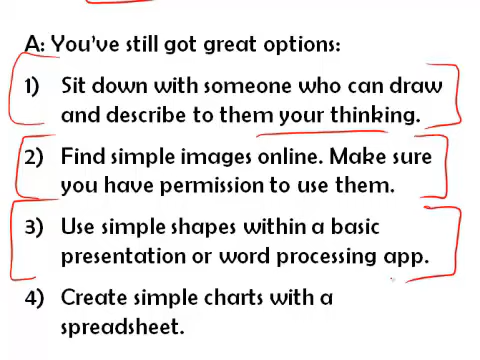 A: You've still got great options:
1) Sit down with someone who can draw
and describe to them your thinking.
2) Find simple images online. Make sure
you have permission to use them.
3) Use simple shapes within a basic
presentation or word processing app.
4) Create simple charts with a
spreadsheet.